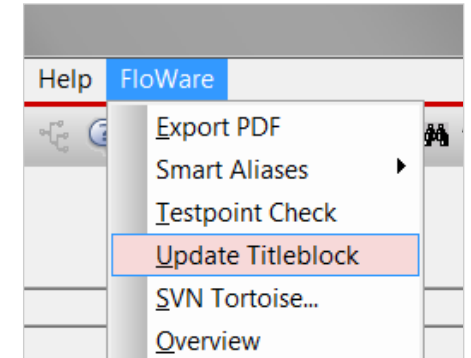 Help FloWare
Export PDF
Smart Aliases
Testpoint Check
Update Titleblock
SVN Tortoise...
Overview